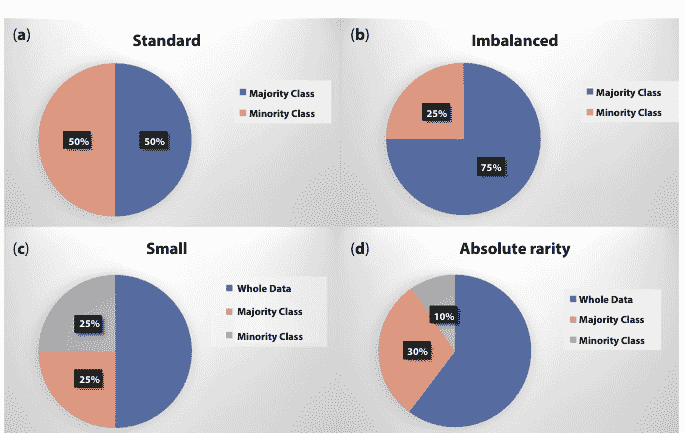 (a)
Standard
Majority Class
Minority Class
50%
50%
(b)
Imbalanced
Majority Class
Minority Class
25%
75%
(c)
Small
Whole Data
Majority Class
Minority Class
25%
25%
(d)
Absolute rarity
Whole Data
Majority Class
Minority Class
10%
30%